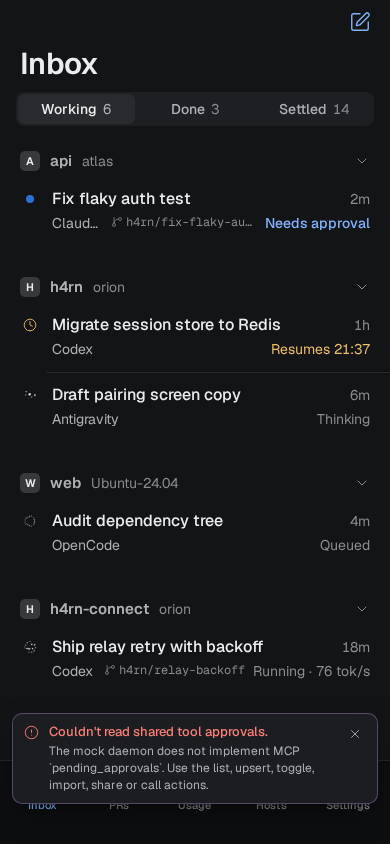 Inbox
Working 6 Done 3 Settled 14
A api atlas
Fix flaky auth test 2m
Claud… h4rn/fix-flaky-au… Needs approval
H h4rn orion
Migrate session store to Redis 1h
Codex Resumes 21:37
Draft pairing screen copy 6m
Antigravity Thinking
W web Ubuntu-24.04
Audit dependency tree 4m
OpenCode Queued
H h4rn-connect orion
Ship relay retry with backoff 18m
Codex h4rn/relay-backoff Running · 76 tok/s
Couldn't read shared tool approvals.
The mock daemon does not implement MCP
`pending_approvals`. Use the list, upsert, toggle,
import, share or call actions.
Inbox PRs Usage Hosts Settings